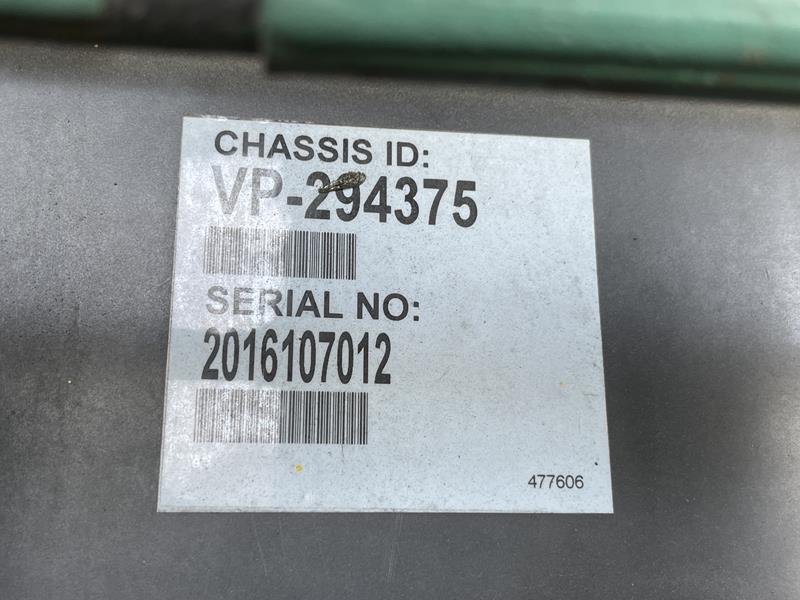 CHASSIS ID:
VP-294375
SERIAL NO:
2016107012
477606